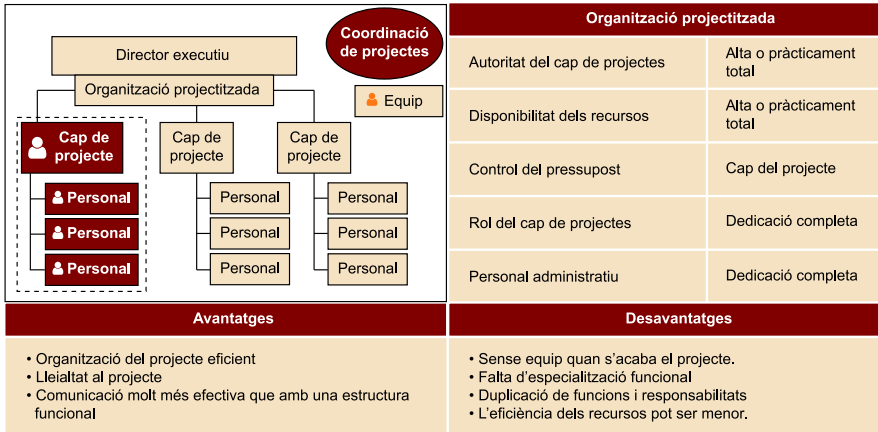 Director executiu
Organització projectitzada
Coordinació
de projectes
Equip
Cap de
projecte
Personal
Personal
Personal
Cap de
projecte
Personal
Personal
Personal
Cap de
projecte
Personal
Personal
Personal
Organització projectitzada
Autoritat del cap de projectes
Alta o pràcticament
total
Disponibilitat dels recursos
Alta o pràcticament
total
Control del pressupost
Cap del projecte
Rol del cap de projectes
Dedicació completa
Personal administratiu
Dedicació completa
Avantatges
• Organització del projecte eficient
• Lleialtat al projecte
• Comunicació molt més efectiva que amb una estructura
funcional
Desavantatges
• Sense equip quan s’acaba el projecte.
• Falta d’especialització funcional
• Duplicació de funcions i responsabilitats
• L’eficiència dels recursos pot ser menor.